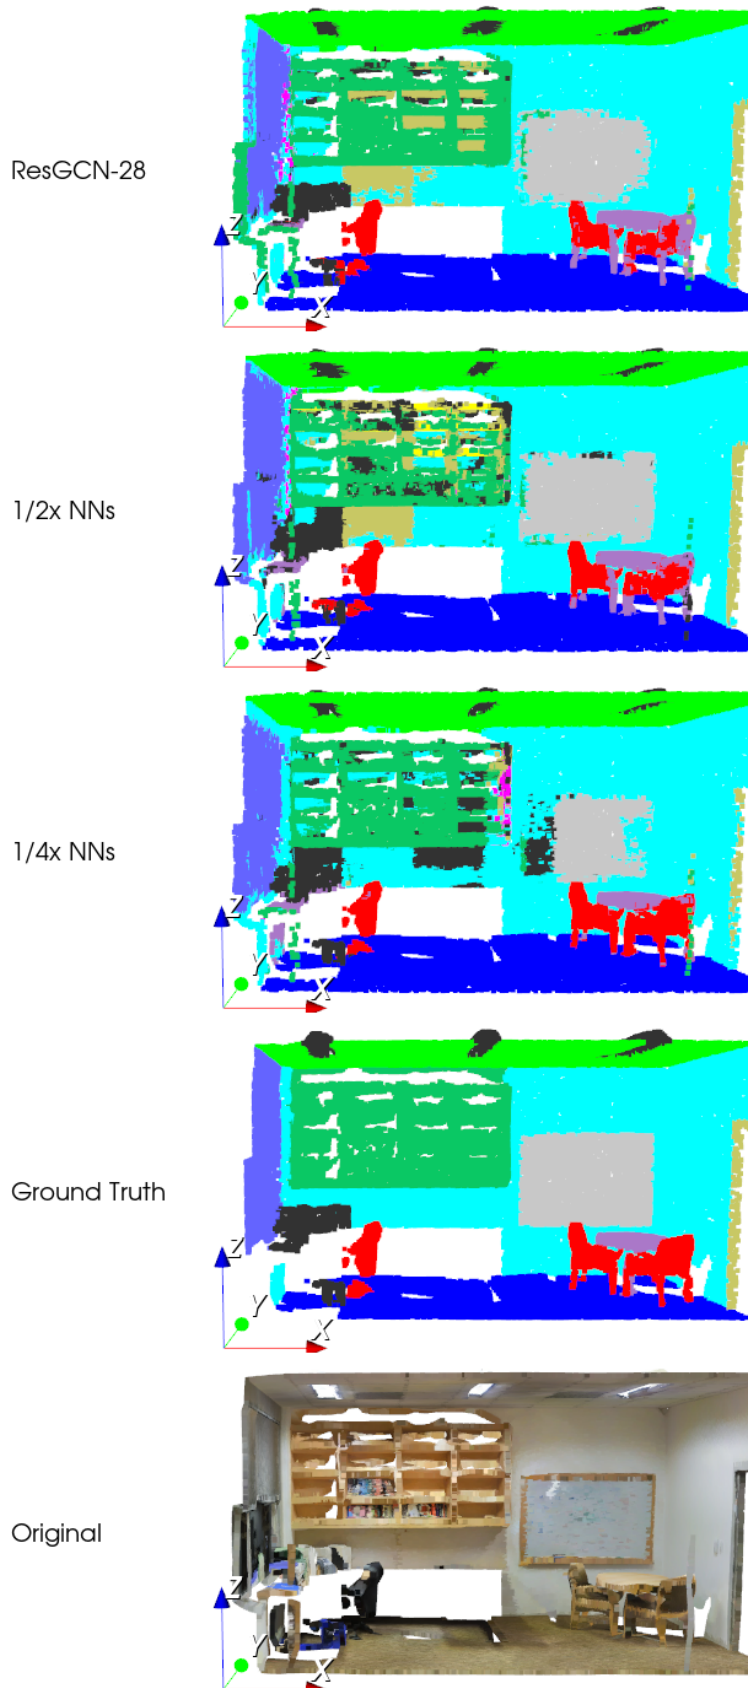 ResGCN-28
Z
Y
X
1/2x NNs
Z
Y
X
1/4x NNs
Z
Y
X
Ground Truth
Z
Y
X
Original
Z
Y
X